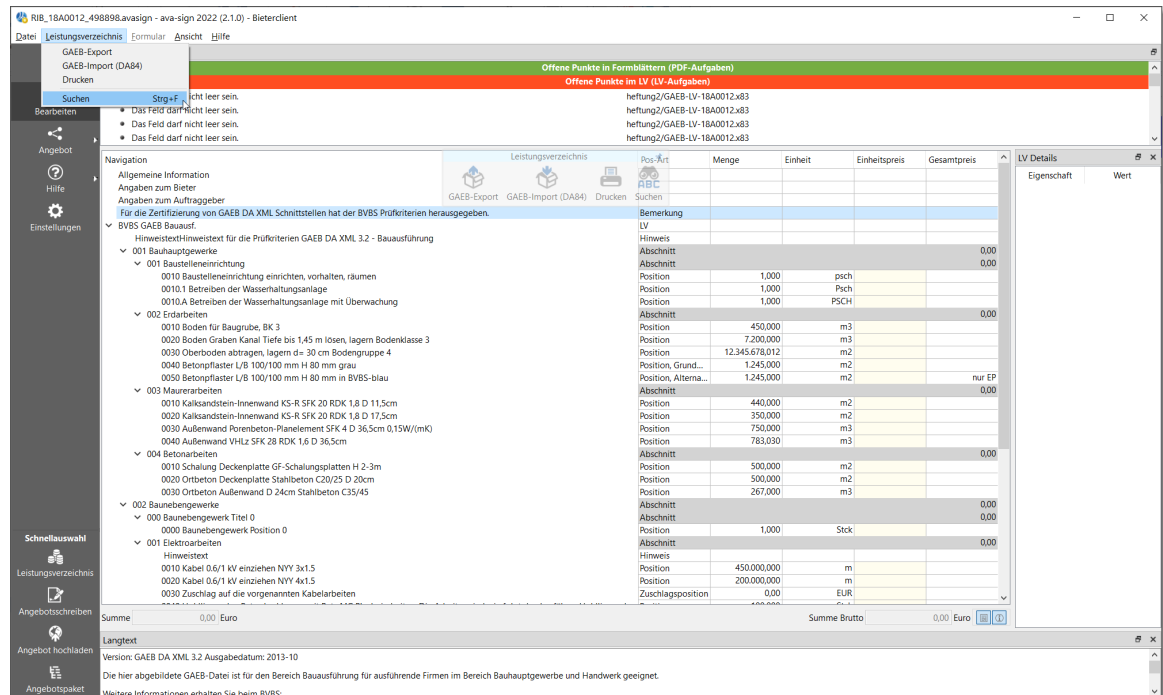 RIB_18A0012_498898.avasign - ava-sign 2022 (2.1.0) - Bieterclient
Datei Leistungsverzeichnis Formular Ansicht Hilfe
GAEB-Export
GAEB-Import (DA84)
Drucken
Suchen Strg+F
Bearbeiten
Angebot
Hilfe
Einstellungen
Schnellauswahl
Leistungsverzeichnis
Angebotsschreiben
Angebot hochladen
Angebotspaket
Offene Punkte in Formblättern (PDF-Aufgaben)
Offene Punkte im LV (LV-Aufgaben)
icht leer sein. heftung2/GAEB-LV-18A0012.x83
Das Feld darf nicht leer sein. heftung2/GAEB-LV-18A0012.x83
Das Feld darf nicht leer sein. heftung2/GAEB-LV-18A0012.x83
Das Feld darf nicht leer sein. heftung2/GAEB-LV-18A0012.x83
Leistungsverzeichnis
GAEB-Export GAEB-Import (DA84) Drucken Suchen
ABC
Navigation Pos-Art Menge Einheit Einheitspreis Gesamtpreis
Allgemeine Information
Angaben zum Bieter
Angaben zum Auftraggeber
Für die Zertifizierung von GAEB DA XML Schnittstellen hat der BVBS Prüfkriterien herausgegeben. Bemerkung
BVBS GAEB Bauausf. LV
HinweistextHinweistext für die Prüfkriterien GAEB DA XML 3.2 - Bauausführung Hinweis
001 Bauhauptgewerke Abschnitt 0,00
001 Baustelleneinrichtung Abschnitt 0,00
0010 Baustelleneinrichtung einrichten, vorhalten, räumen Position 1,000 psch
0010.1 Betreiben der Wasserhaltungsanlage Position 1,000 Psch
0010.A Betreiben der Wasserhaltungsanlage mit Überwachung Position 1,000 PSCH
002 Erdarbeiten Abschnitt 0,00
0010 Boden für Baugrube, BK 3 Position 450,000 m3
0020 Boden Graben Kanal Tiefe bis 1,45 m lösen, lagern Bodenklasse 3 Position 7.200,000 m3
0030 Oberboden abtragen, lagern d= 30 cm Bodengruppe 4 Position 12.345.678,012 m2
0040 Betonpflaster L/B 100/100 mm H 80 mm grau Position, Grund... 1.245,000 m2
0050 Betonpflaster L/B 100/100 mm H 80 mm in BVBS-blau Position, Alterna... 1.245,000 m2 nur EP
003 Maurerarbeiten Abschnitt 0,00
0010 Kalksandstein-Innenwand KS-R SFK 20 RDK 1,8 D 11,5cm Position 440,000 m2
0020 Kalksandstein-Innenwand KS-R SFK 20 RDK 1,8 D 17,5cm Position 350,000 m2
0030 Außenwand Porenbeton-Planelement SFK 4 D 36,5cm 0,15W/(mK) Position 750,000 m3
0040 Außenwand VHLz SFK 28 RDK 1,6 D 36,5cm Position 783,030 m3
004 Betonarbeiten Abschnitt 0,00
0010 Schalung Deckenplatte GF-Schalungsplatten H 2-3m Position 500,000 m2
0020 Ortbeton Deckenplatte Stahlbeton C20/25 D 20cm Position 500,000 m2
0030 Ortbeton Außenwand D 24cm Stahlbeton C35/45 Position 267,000 m3
002 Baunebengewerke Abschnitt 0,00
000 Baunebengewerk Titel 0 Abschnitt 0,00
0000 Baunebengewerk Position 0 Position 1,000 Stck
001 Elektroarbeiten Abschnitt 0,00
Hinweistext Hinweis
0010 Kabel 0.6/1 kV einziehen NYY 3x1.5 Position 450.000,000 m
0020 Kabel 0.6/1 kV einziehen NYY 4x1.5 Position 200.000,000 m
0030 Zuschlag auf die vorgenannten Kabelarbeiten Zuschlagsposition 0,00 EUR
Summe 0,00 Euro Summe Brutto 0,00 Euro
LV Details
Eigenschaft Wert
Langtext
Version: GAEB DA XML 3.2 Ausgabedatum: 2013-10
Die hier abgebildete GAEB-Datei ist für den Bereich Bauausführung für ausführende Firmen im Bereich Bauhauptgewerbe und Handwerk geeignet.
Weitere Informationen erhalten Sie beim BVBS: